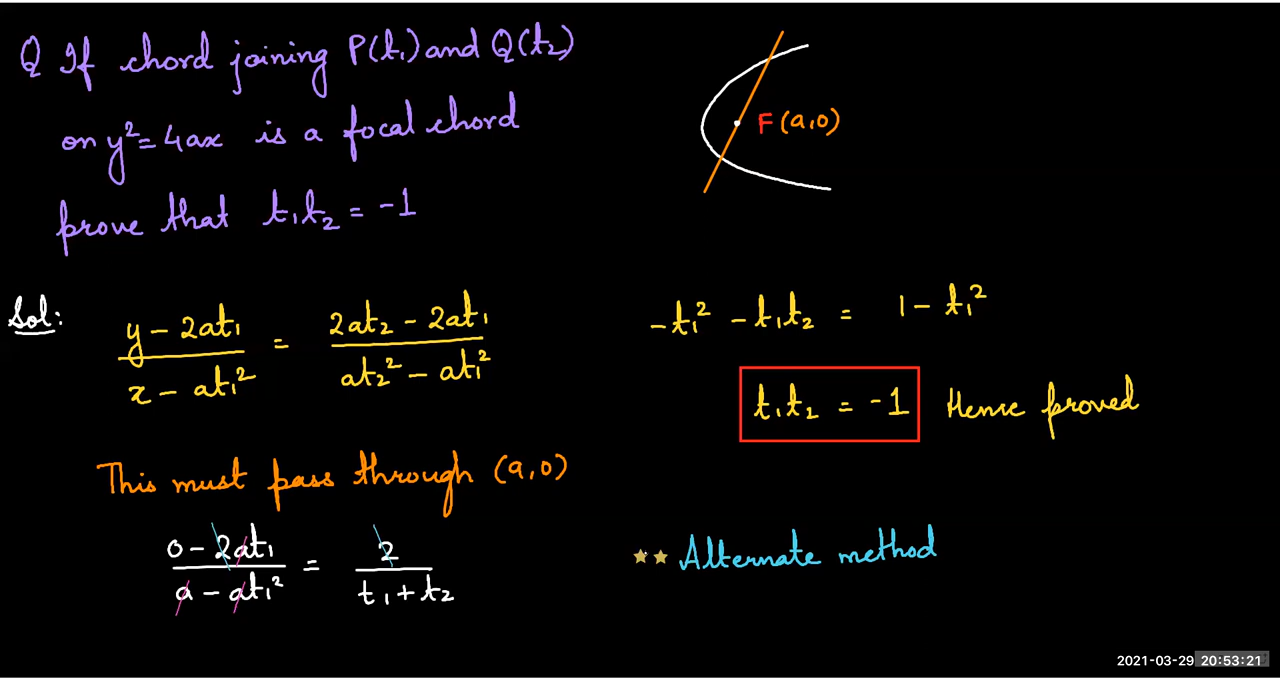 Q If chord joining P(t₁) and Q(t₂)
on y² = 4ax is a focal chord
prove that t₁t₂ = -1
F (a,0)
Sol:
(y - 2at₁)/(x - at₁²) = (2at₂ - 2at₁)/(at₂² - at₁²)
This must pass through (a,0)
(0 - 2at₁)/(a - at₁²) = 2/(t₁ + t₂)
-t₁² - t₁t₂ = 1 - t₁²
t₁t₂ = -1 Hence proved
★★ Alternate method
2021-03-29 20:53:21